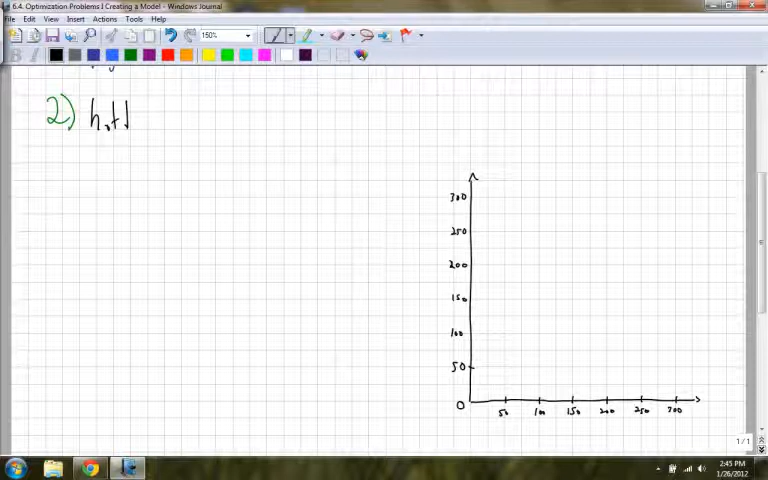 6.4. Optimization Problems I Creating a Model - Windows Journal
File Edit View Insert Actions Tools Help
150%
B I
2)
300
250
200
150
100
50
0
50 100 150 200 250 300
1 / 1
2:45 PM
1/26/2012